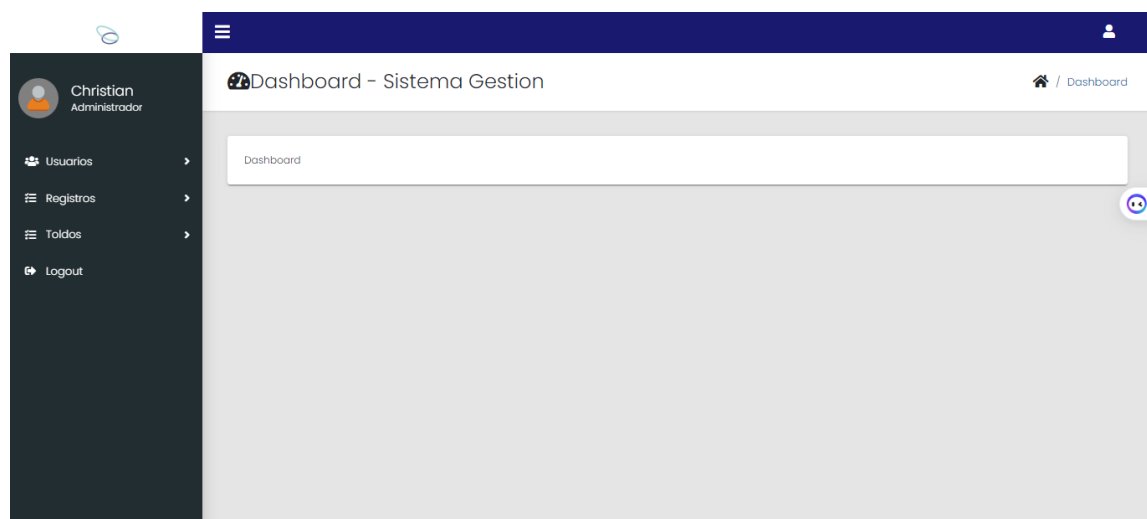 Christian
Administrador
Usuarios
Registros
Toldos
Logout
Dashboard - Sistema Gestion
/ Dashboard
Dashboard